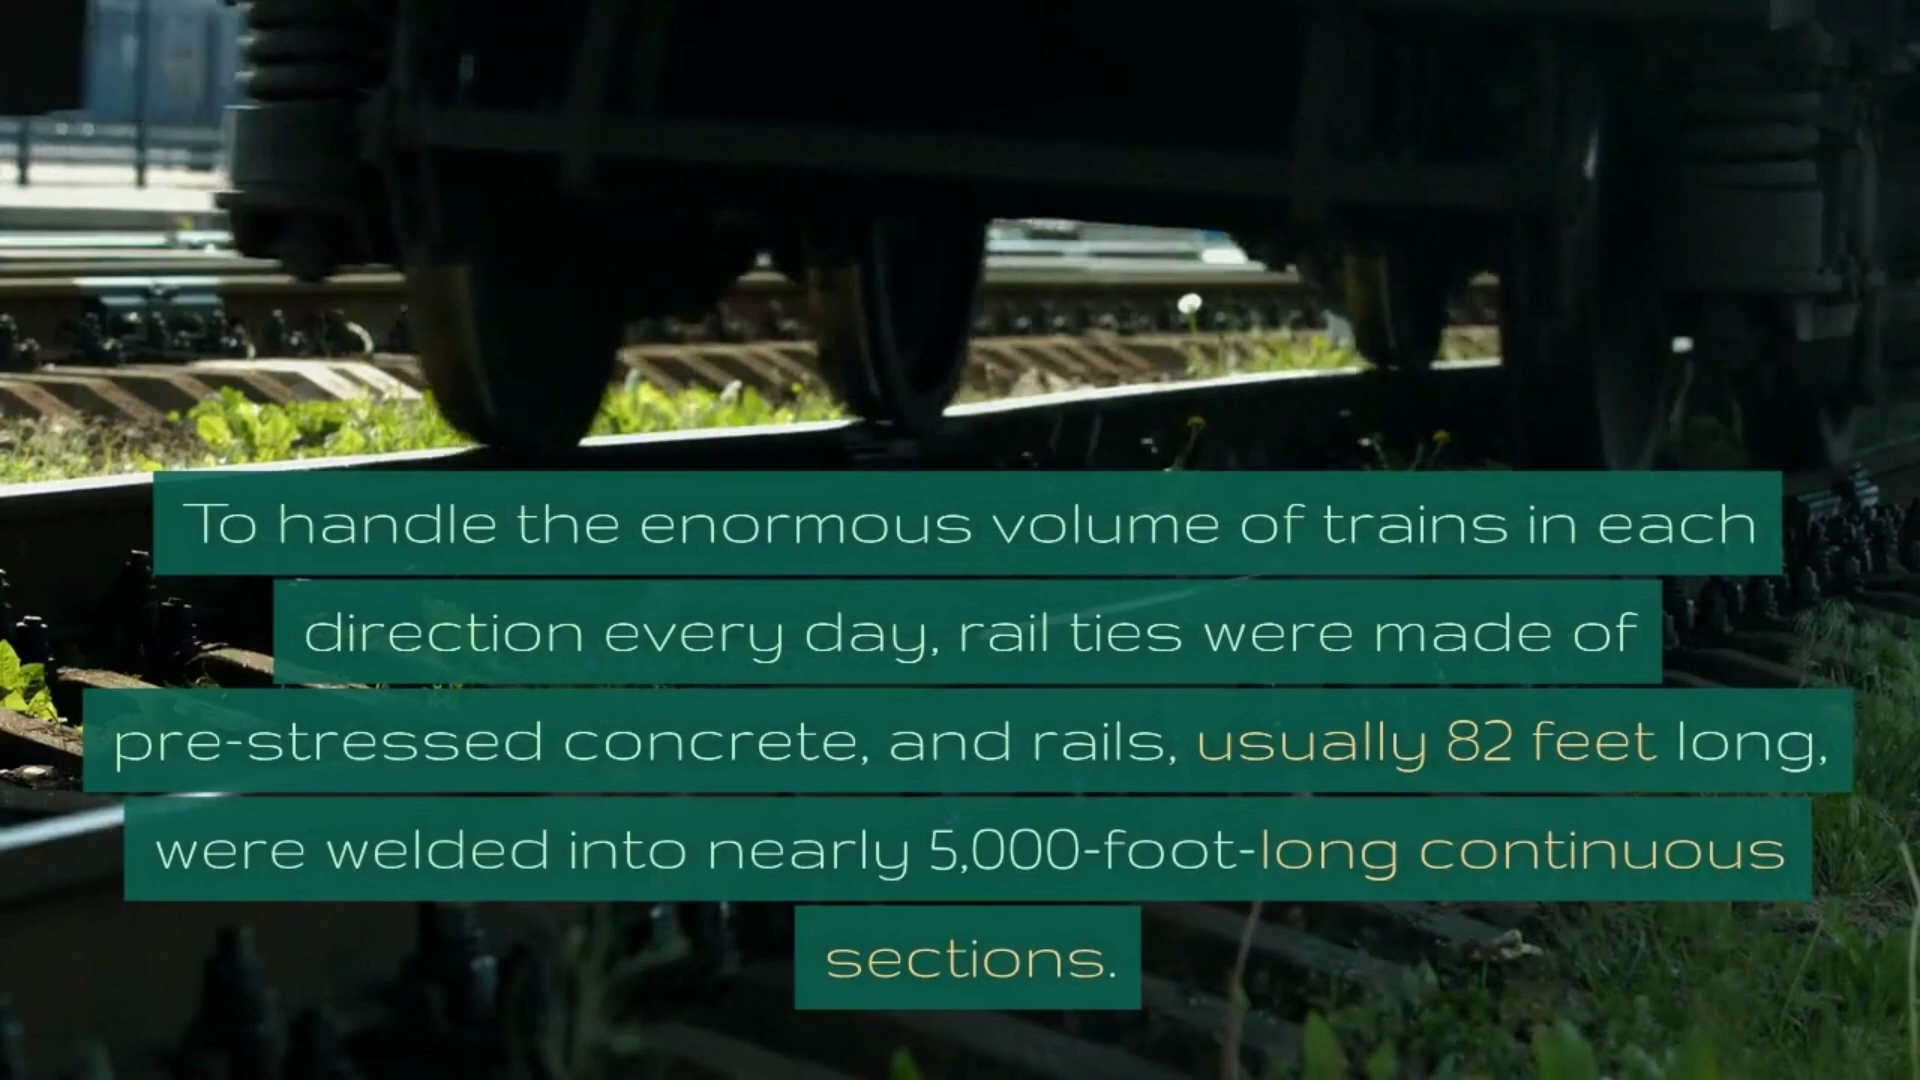 To handle the enormous volume of trains in each
direction every day, rail ties were made of
pre-stressed concrete, and rails, usually 82 feet long,
were welded into nearly 5,000-foot-long continuous
sections.